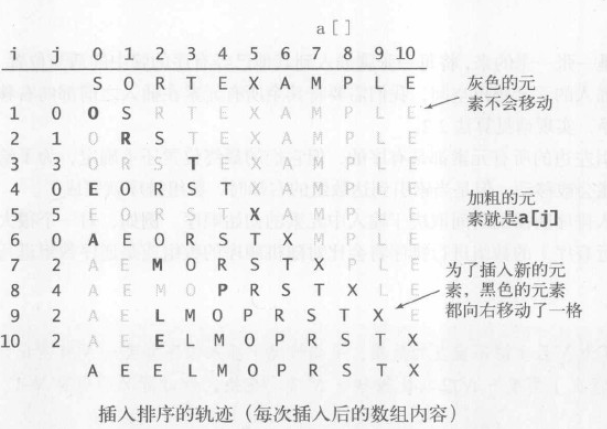 a[]
i j 0 1 2 3 4 5 6 7 8 9 10
S O R T E X A M P L E
1 0 O S R T E X A M P L E
2 1 O R S T E X A M P L E
3 3 O R S T E X A M P L E
4 0 E O R S T X A M P L E
5 5 E O R S T X A M P L E
6 0 A E O R S T X M P L E
7 2 A E M O R S T X P L E
8 4 A E M O P R S T X L E
9 2 A E L M O P R S T X E
10 2 A E E L M O P R S T X
A E E L M O P R S T X
灰色的元
素不会移动
加粗的元
素就是a[j]
为了插入新的元
素，黑色的元素
都向右移动了一格
插入排序的轨迹（每次插入后的数组内容）